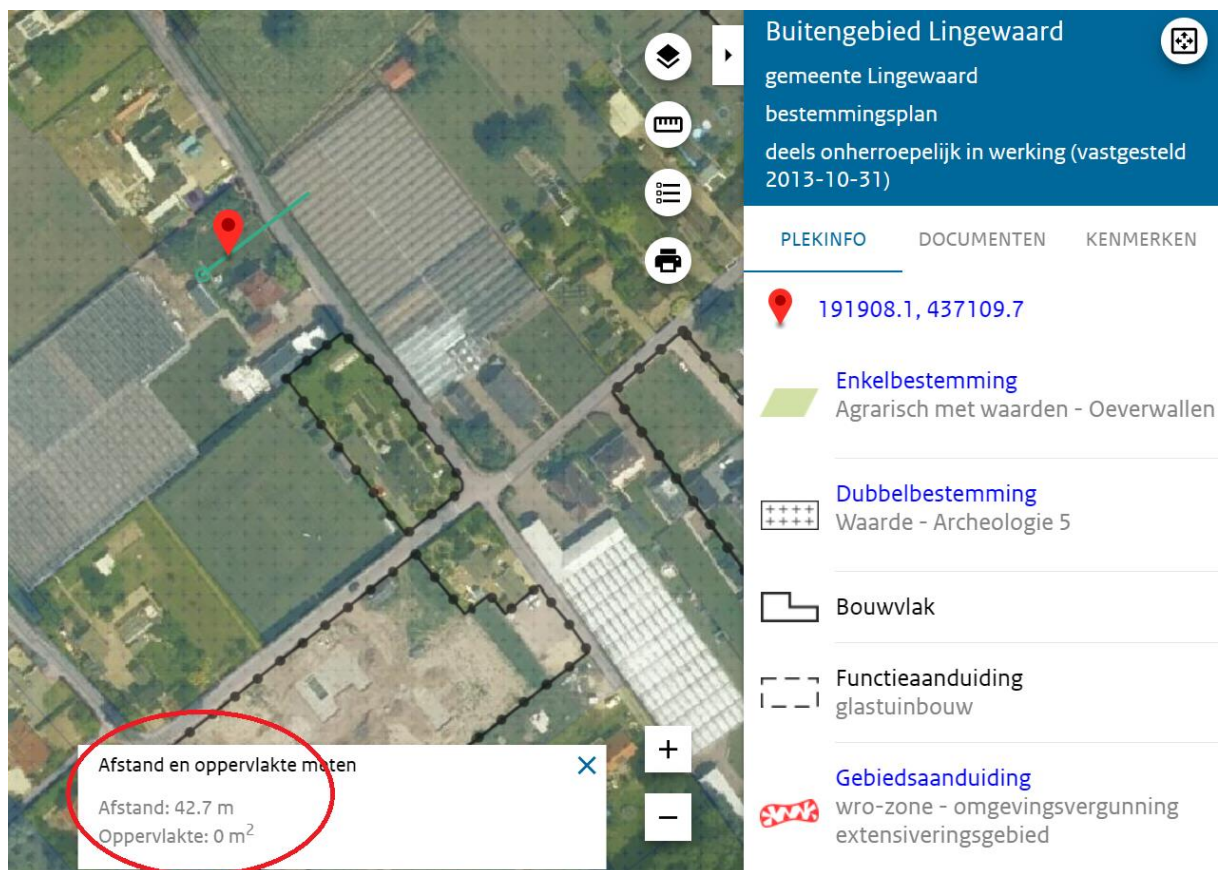 Buitengebied Lingewaard
gemeente Lingewaard
bestemmingsplan
deels onherroepelijk in werking (vastgesteld
2013-10-31)
PLEKINFO DOCUMENTEN KENMERKEN
191908.1, 437109.7
Enkelbestemming
Agrarisch met waarden - Oeverwallen
Dubbelbestemming
Waarde - Archeologie 5
Bouwvlak
Functieaanduiding
glastuinbouw
Gebiedsaanduiding
wro-zone - omgevingsvergunning
extensiveringsgebied
Afstand en oppervlakte meten
Afstand: 42.7 m
Oppervlakte: 0 m²